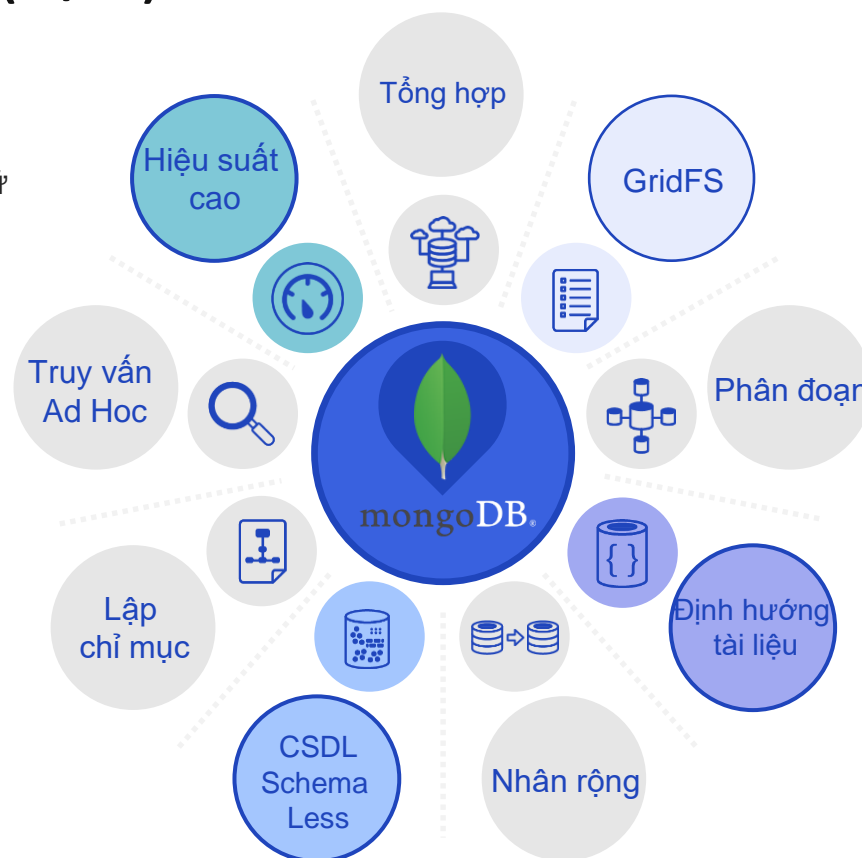 Tổng hợp
Hiệu suất
cao
GridFS
Truy vấn
Ad Hoc
Phân đoạn
mongoDB®
{ }
Lập
chỉ mục
Định hướng
tài liệu
CSDL
Schema
Less
Nhân rộng